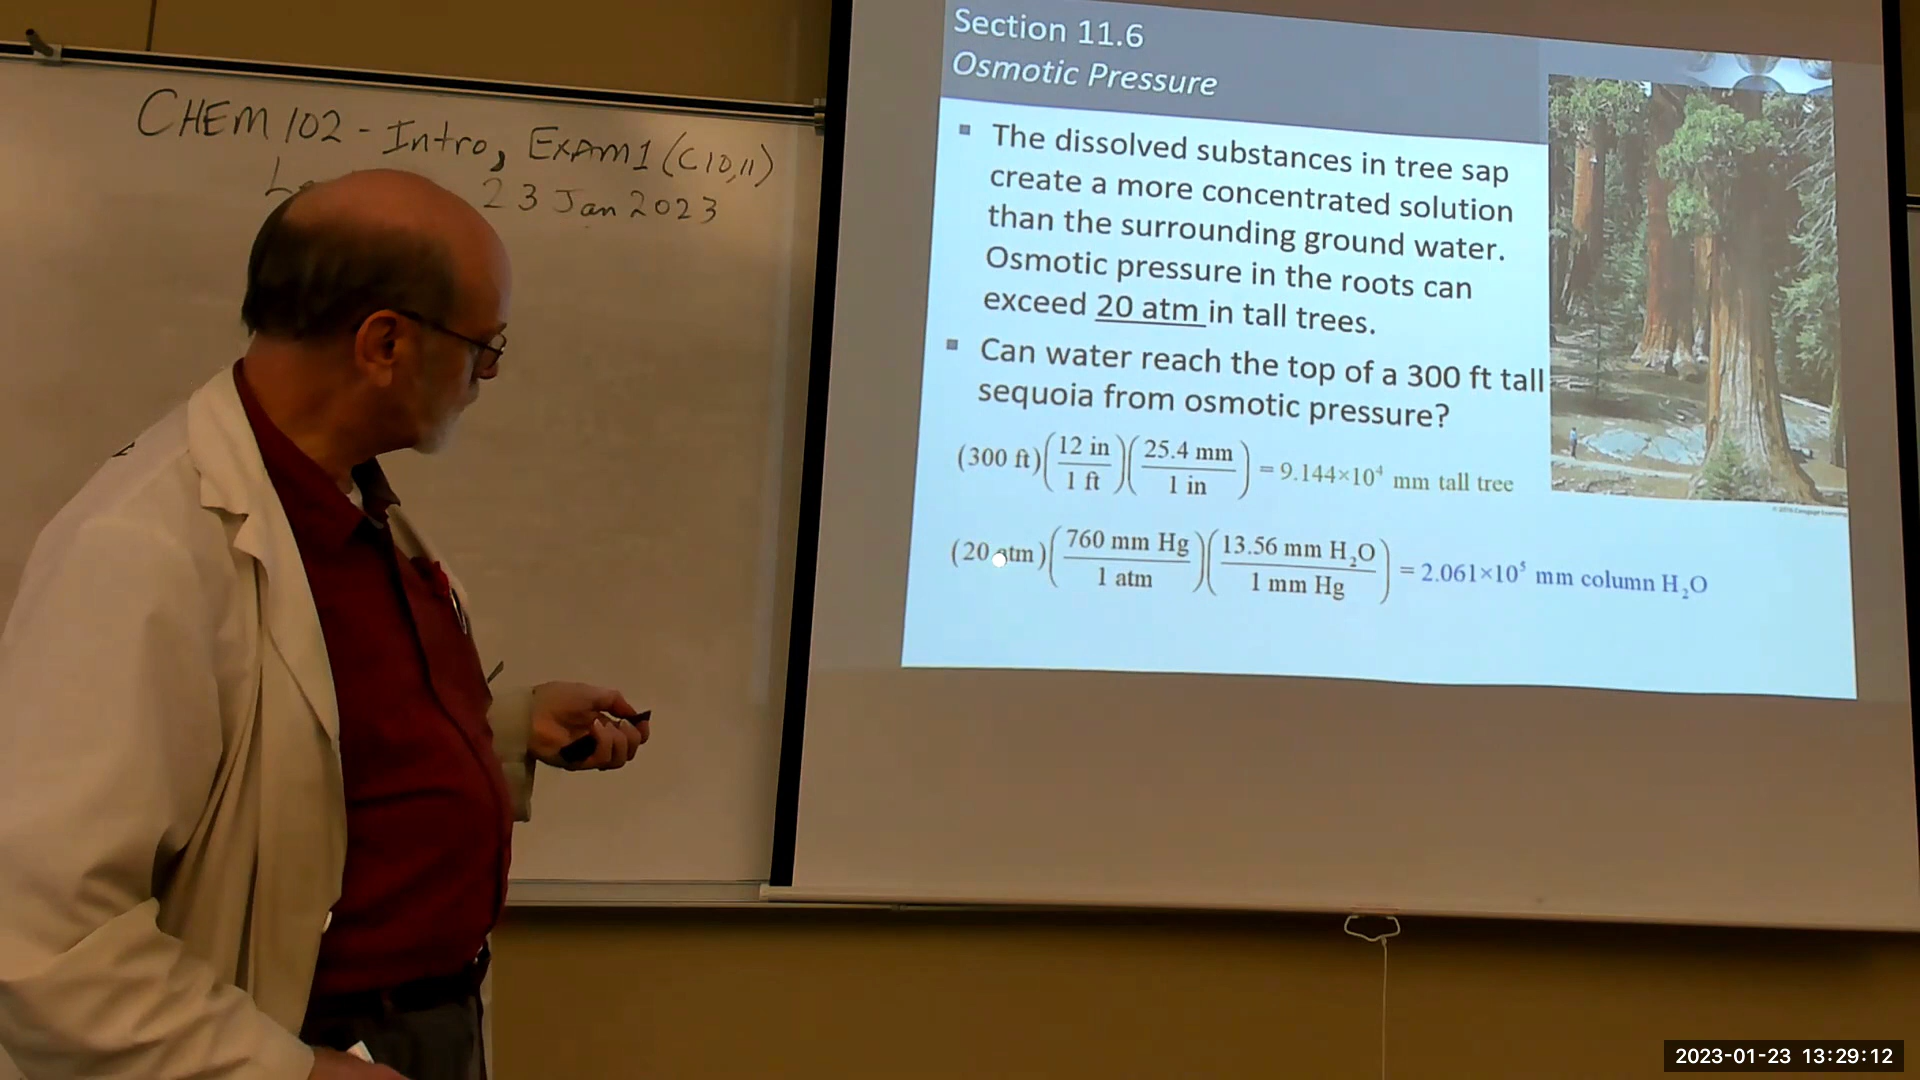 CHEM 102 - Intro, EXAM 1 (C10,11)
23 Jan 2023
Section 11.6
Osmotic Pressure
▪ The dissolved substances in tree sap
create a more concentrated solution
than the surrounding ground water.
Osmotic pressure in the roots can
exceed 20 atm in tall trees.
▪ Can water reach the top of a 300 ft tall
sequoia from osmotic pressure?
(300 ft)(12 in / 1 ft)(25.4 mm / 1 in) = 9.144×10⁴ mm tall tree
(20 atm)(760 mm Hg / 1 atm)(13.56 mm H₂O / 1 mm Hg) = 2.061×10⁵ mm column H₂O
2023-01-23 13:29:12